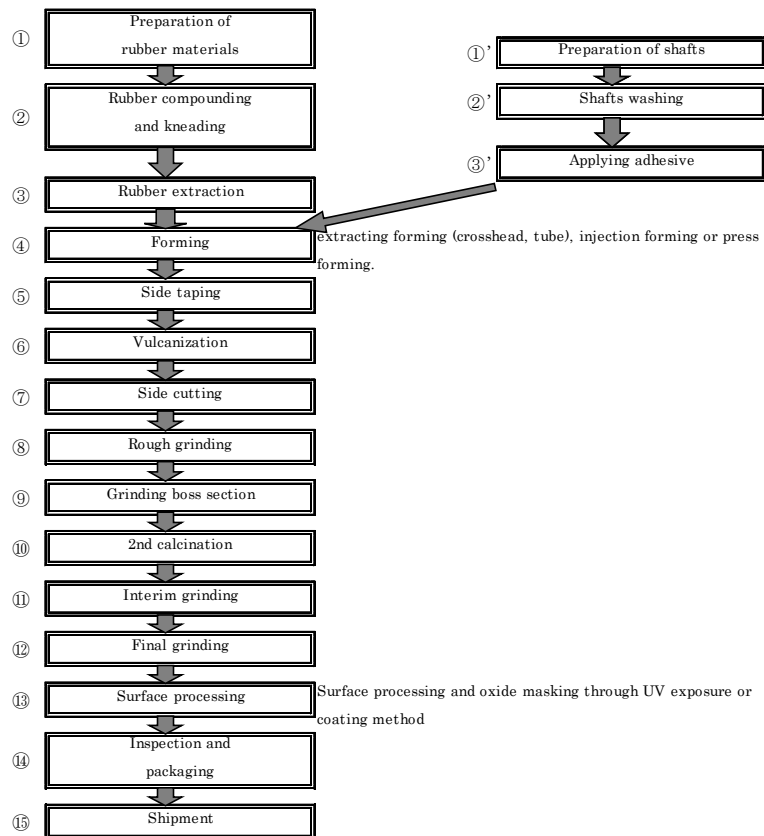 ① Preparation of
rubber materials
② Rubber compounding
and kneading
③ Rubber extraction
①’ Preparation of shafts
②’ Shafts washing
③’ Applying adhesive
④ Forming
extracting forming (crosshead, tube), injection forming or press
forming.
⑤ Side taping
⑥ Vulcanization
⑦ Side cutting
⑧ Rough grinding
⑨ Grinding boss section
⑩ 2nd calcination
⑪ Interim grinding
⑫ Final grinding
⑬ Surface processing
Surface processing and oxide masking through UV exposure or
coating method
⑭ Inspection and
packaging
⑮ Shipment